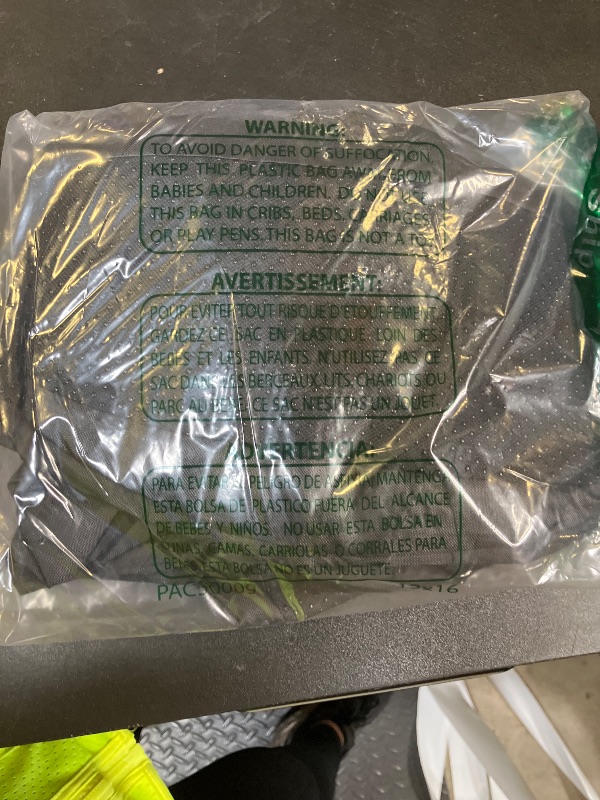 WARNING:
TO AVOID DANGER OF SUFFOCATION,
KEEP THIS PLASTIC BAG AWAY FROM
BABIES AND CHILDREN. DO NOT USE
THIS BAG IN CRIBS, BEDS, CARRIAGES
OR PLAY PENS. THIS BAG IS NOT A TOY.
AVERTISSEMENT:
POUR EVITER TOUT RISQUE D'ETOUFFEMENT
GARDEZ CE SAC EN PLASTIQUE LOIN DES
BEBES ET LES ENFANTS. N'UTILISEZ PAS CE
SAC DANS LES BERCEAUX, LITS, CHARIOTS OU
PARC AU BEBE. CE SAC N'EST PAS UN JOUET.
ADVERTENCIA:
PARA EVITAR EL PELIGRO DE MANTENGA
ESTA BOLSA DE PLASTICO FUERA DEL ALCANCE
DE BEBES Y NIÑOS. NO USAR ESTA BOLSA EN
CUNAS, CAMAS, CARRIOLAS O CORRALES PARA
BEBES. ESTA BOLSA NO ES UN JUGUETE.
PAC30009 12x16